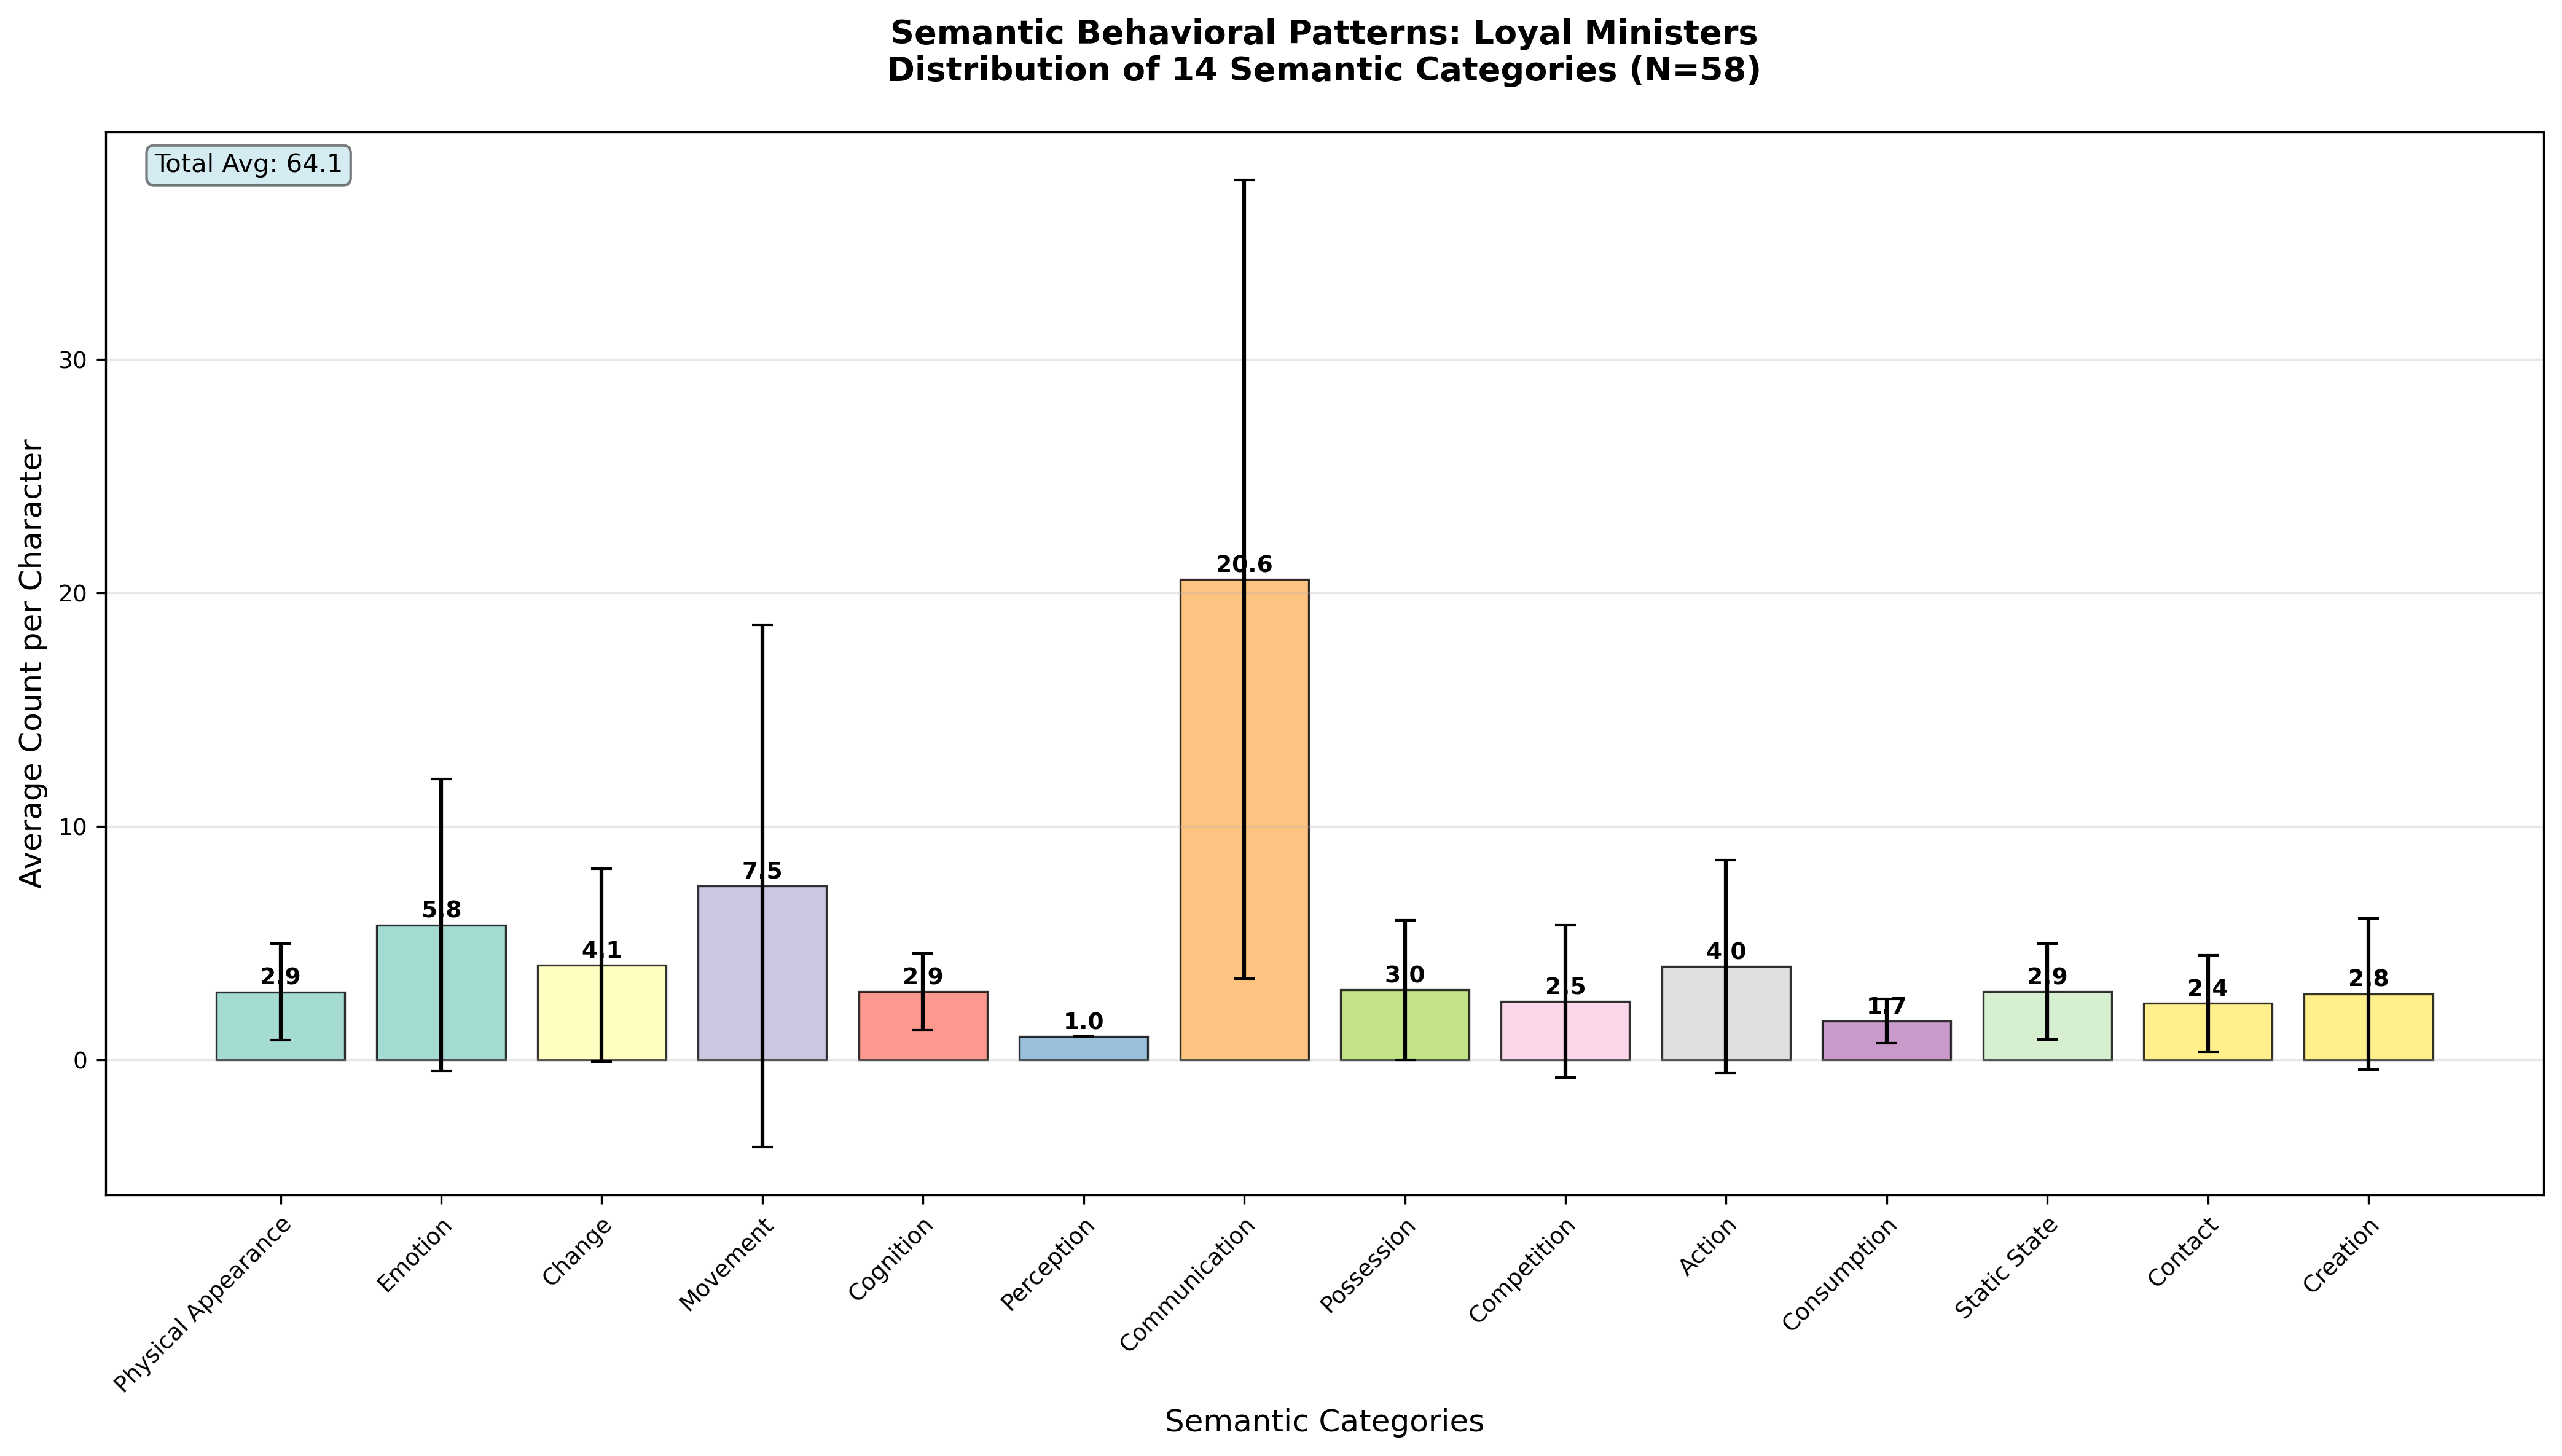 Semantic Behavioral Patterns: Loyal Ministers
Distribution of 14 Semantic Categories (N=58)
Total Avg: 64.1
Average Count per Character
30
20
10
0
2.9
5.8
4.1
7.5
2.9
1.0
20.6
3.0
2.5
4.0
1.7
2.9
2.4
2.8
Physical Appearance
Emotion
Change
Movement
Cognition
Perception
Communication
Possession
Competition
Action
Consumption
Static State
Contact
Creation
Semantic Categories